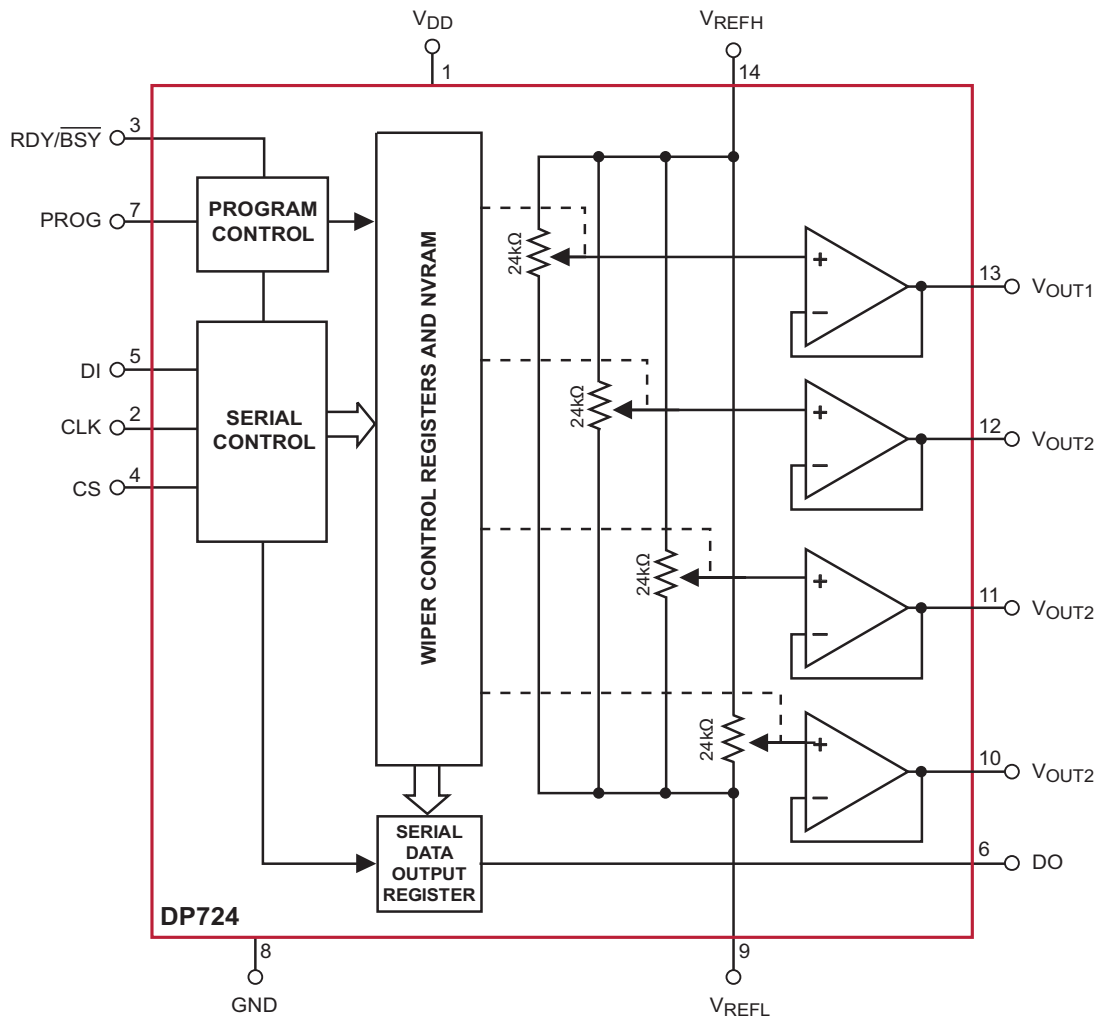 VDD
VREFH
1
14
3
RDY/BSY
7
PROG
PROGRAM
CONTROL
5
DI
2
CLK
4
CS
SERIAL
CONTROL
WIPER CONTROL REGISTERS AND NVRAM
24kΩ
24kΩ
24kΩ
24kΩ
+
−
13
VOUT1
+
−
12
VOUT2
+
−
11
VOUT2
+
−
10
VOUT2
SERIAL
DATA
OUTPUT
REGISTER
6
DO
DP724
8
GND
9
VREFL